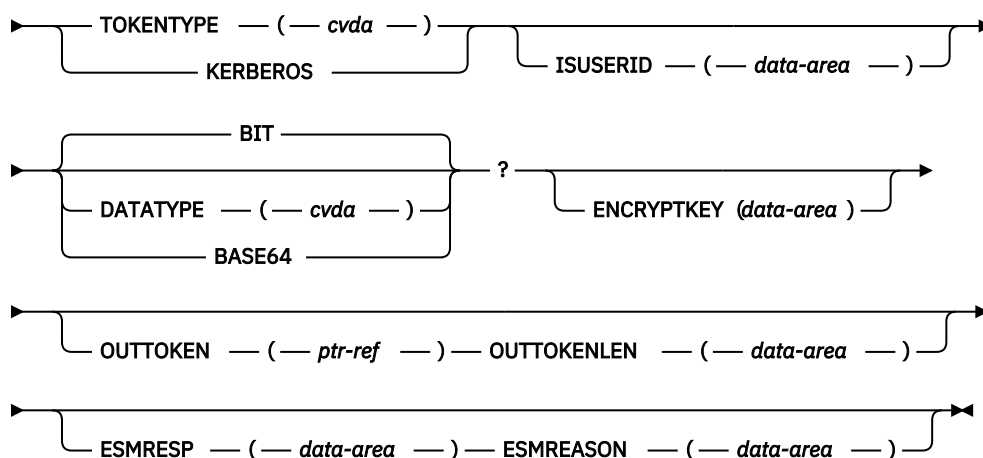 TOKENTYPE ( cvda )
KERBEROS
ISUSERID ( data-area )
BIT
DATATYPE ( cvda )
BASE64
?
ENCRYPTKEY (data-area )
OUTTOKEN ( ptr-ref ) OUTTOKENLEN ( data-area )
ESMRESP ( data-area ) ESMREASON ( data-area )